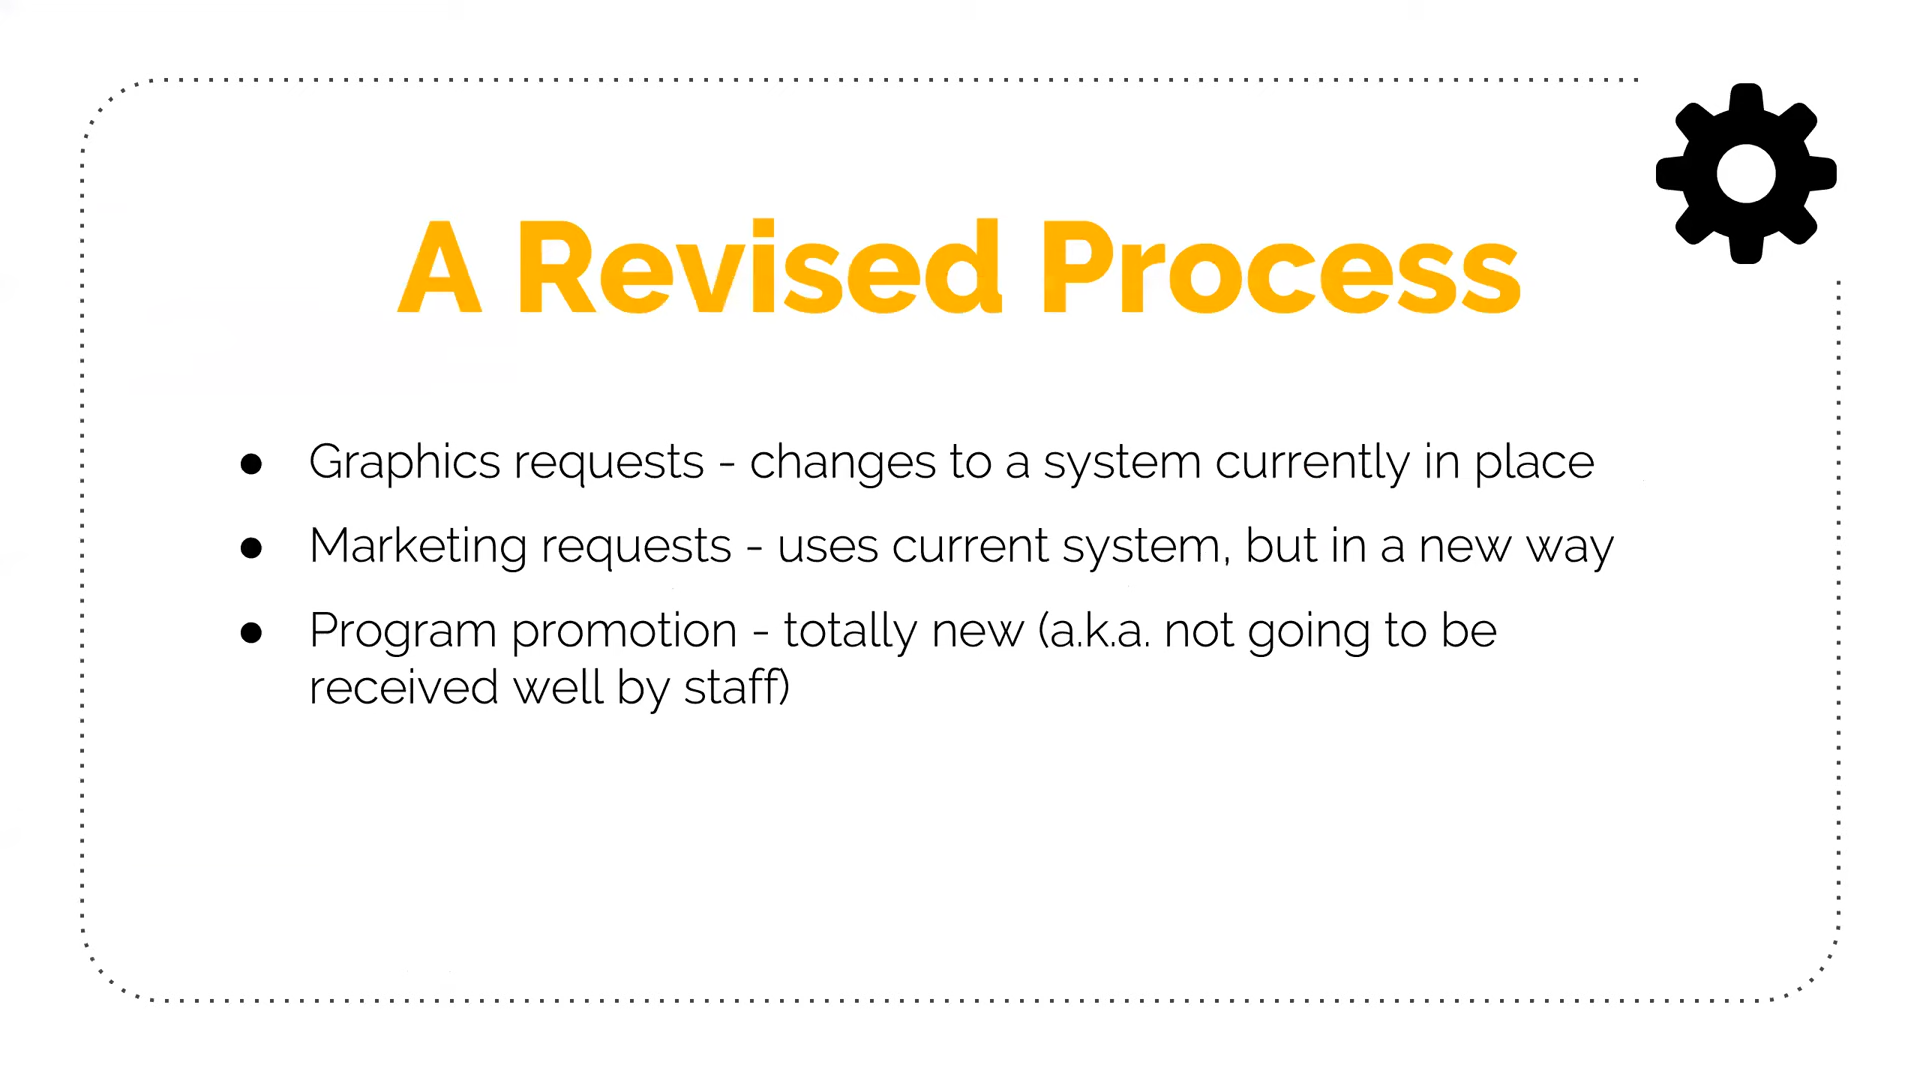 A Revised Process
● Graphics requests - changes to a system currently in place
● Marketing requests - uses current system, but in a new way
● Program promotion - totally new (a.k.a. not going to be
received well by staff)